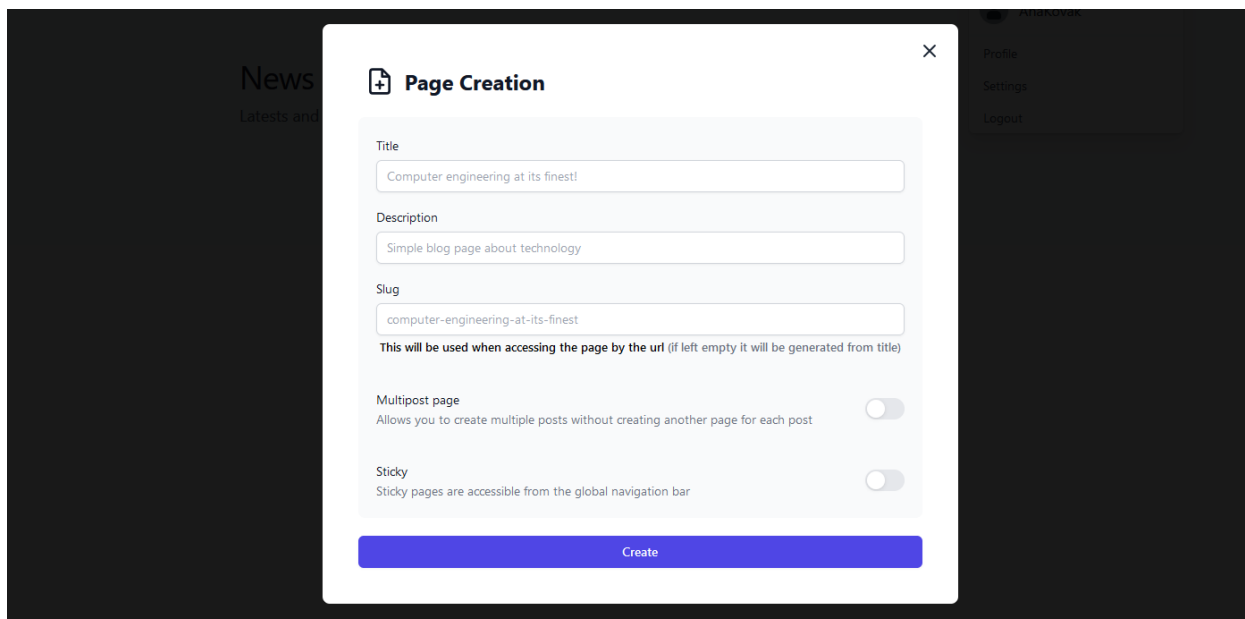 AnaKovak
Profile
Settings
Logout
News
Latests and
Page Creation
Title
Computer engineering at its finest!
Description
Simple blog page about technology
Slug
computer-engineering-at-its-finest
This will be used when accessing the page by the url (if left empty it will be generated from title)
Multipost page
Allows you to create multiple posts without creating another page for each post
Sticky
Sticky pages are accessible from the global navigation bar
Create